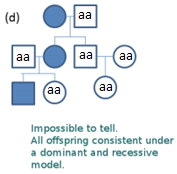 (d) aa
aa aa aa
aa aa
Impossible to tell.
All offspring consistent under
a dominant and recessive
model.